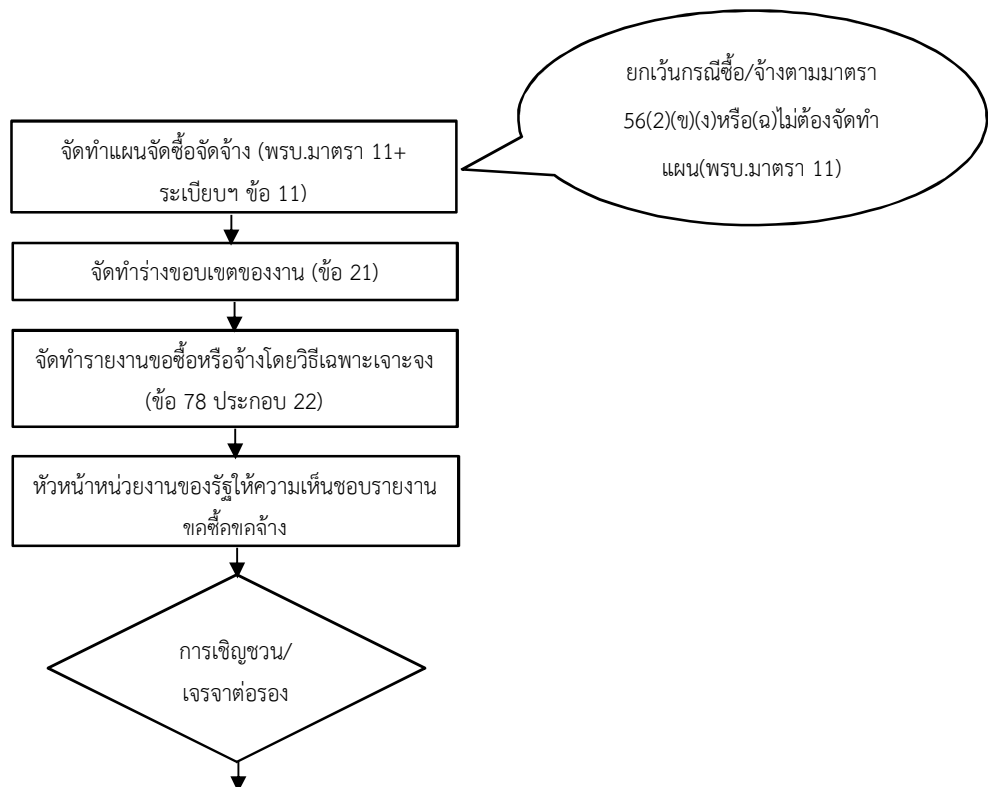 ยกเว้นกรณีซื้อ/จ้างตามมาตรา
56(2)(ข)(ง)หรือ(ฉ)ไม่ต้องจัดทำ
แผน(พรบ.มาตรา 11)
จัดทำแผนจัดซื้อจัดจ้าง (พรบ.มาตรา 11+
ระเบียบฯ ข้อ 11)
จัดทำร่างขอบเขตของงาน (ข้อ 21)
จัดทำรายงานขอซื้อหรือจ้างโดยวิธีเฉพาะเจาะจง
(ข้อ 78 ประกอบ 22)
หัวหน้าหน่วยงานของรัฐให้ความเห็นชอบรายงาน
ขอซื้อขอจ้าง
การเชิญชวน/
เจรจาต่อรอง